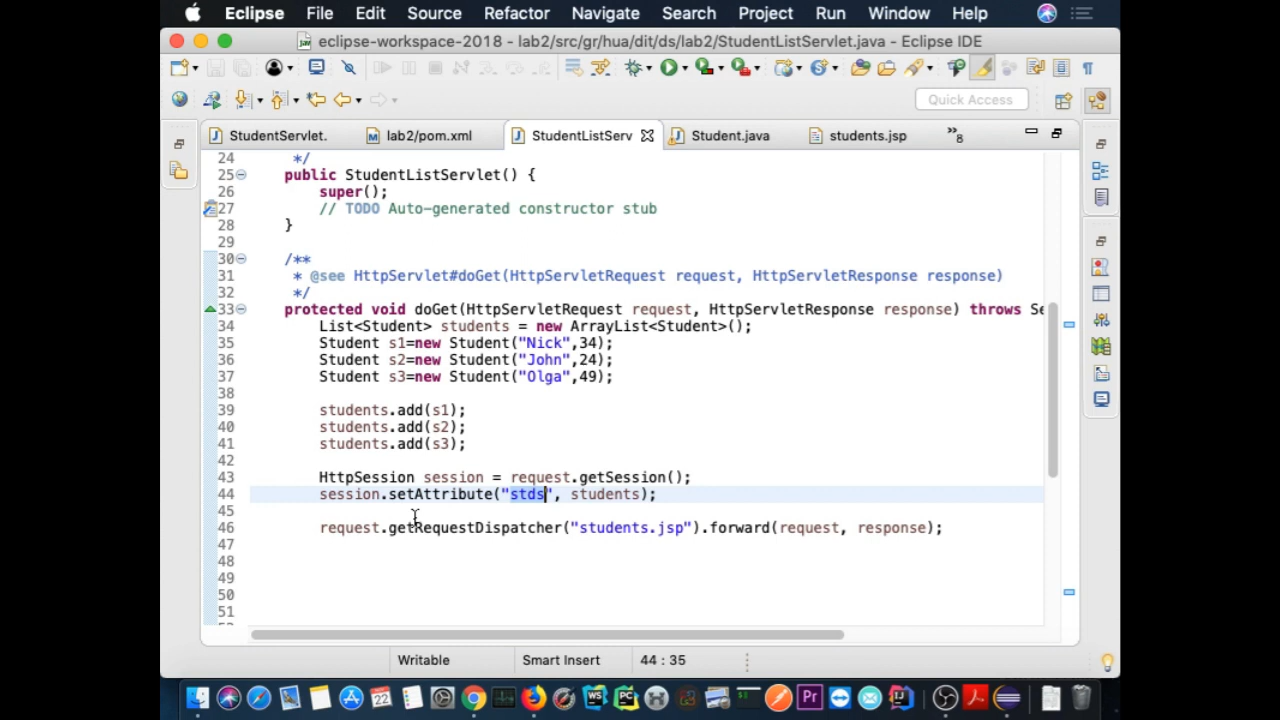 Eclipse File Edit Source Refactor Navigate Search Project Run Window Help
eclipse-workspace-2018 - lab2/src/gr/hua/dit/ds/lab2/StudentListServlet.java - Eclipse IDE
Quick Access
StudentServlet. lab2/pom.xml StudentListServ Student.java students.jsp »8
24 */
25 public StudentListServlet() {
26 super();
27 // TODO Auto-generated constructor stub
28 }
29
30 /**
31 * @see HttpServlet#doGet(HttpServletRequest request, HttpServletResponse response)
32 */
33 protected void doGet(HttpServletRequest request, HttpServletResponse response) throws Se
34 List<Student> students = new ArrayList<Student>();
35 Student s1=new Student("Nick",34);
36 Student s2=new Student("John",24);
37 Student s3=new Student("Olga",49);
38
39 students.add(s1);
40 students.add(s2);
41 students.add(s3);
42
43 HttpSession session = request.getSession();
44 session.setAttribute("stds", students);
45
46 request.getRequestDispatcher("students.jsp").forward(request, response);
47
48
49
50
51
Writable Smart Insert 44 : 35
22 WS PC Pr